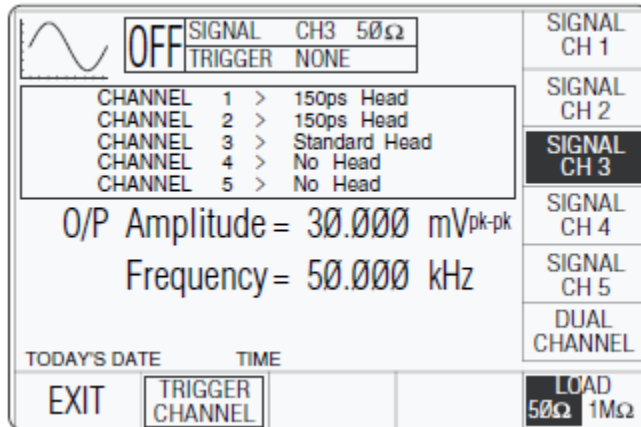 OFF
SIGNAL CH3 5Ø Ω
TRIGGER NONE
CHANNEL 1 > 150ps Head
CHANNEL 2 > 150ps Head
CHANNEL 3 > Standard Head
CHANNEL 4 > No Head
CHANNEL 5 > No Head
O/P Amplitude = 3Ø.ØØØ mVpk-pk
Frequency = 5Ø.ØØØ kHz
TODAY'S DATE TIME
SIGNAL
CH 1
SIGNAL
CH 2
SIGNAL
CH 3
SIGNAL
CH 4
SIGNAL
CH 5
DUAL
CHANNEL
EXIT
TRIGGER
CHANNEL
LOAD
5ØΩ 1MΩ